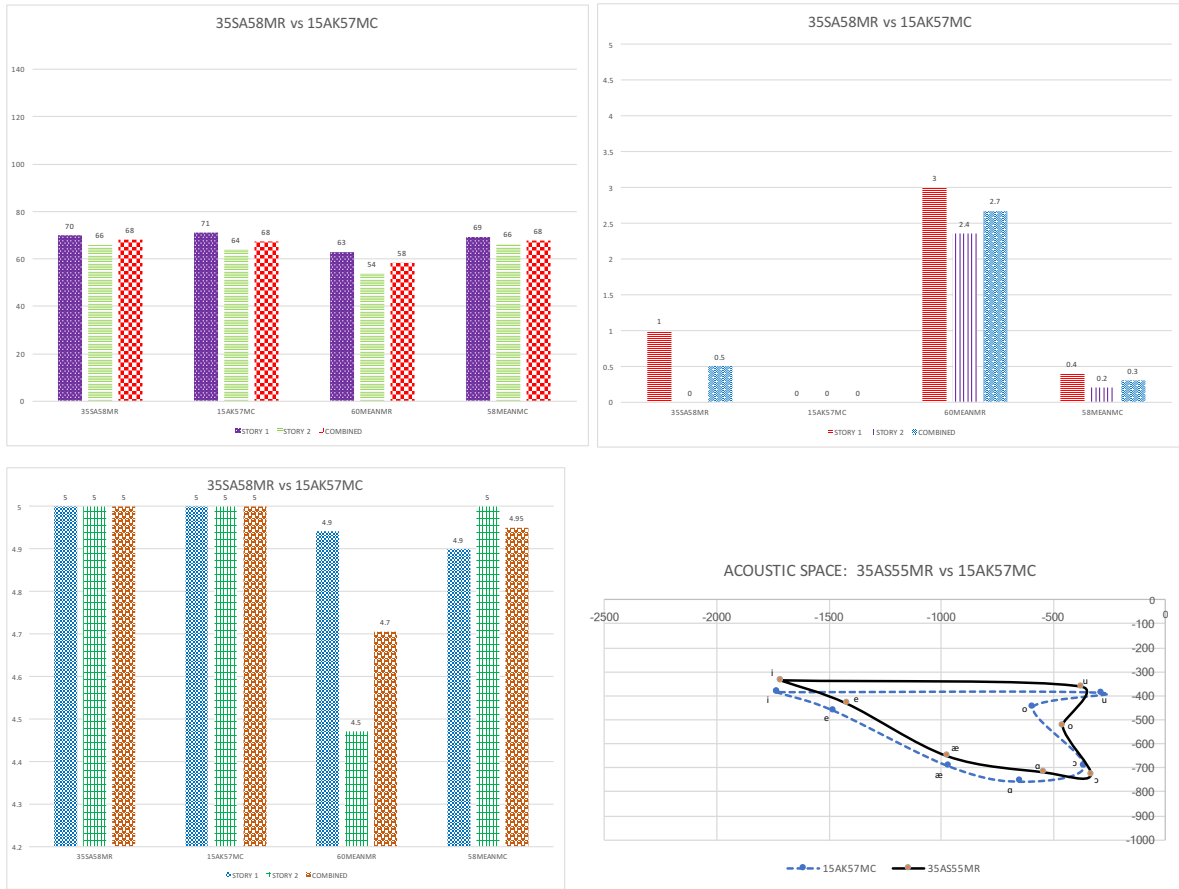 35SA58MR vs 15AK57MC
140
120
100
80
60
40
20
0
70 66 68
71 64 68
63 54 58
69 66 68
35SA58MR 15AK57MC 60MEANMR 58MEANMC
STORY 1 STORY 2 COMBINED
35SA58MR vs 15AK57MC
5
4.5
4
3.5
3
2.5
2
1.5
1
0.5
0
1 0 0.5
0 0 0
3 2.4 2.7
0.4 0.2 0.3
35SA58MR 15AK57MC 60MEANMR 58MEANMC
STORY 1 STORY 2 COMBINED
35SA58MR vs 15AK57MC
5
4.9
4.8
4.7
4.6
4.5
4.4
4.3
4.2
5 5 5
5 5 5
4.9 4.5 4.7
4.9 5 4.95
35SA58MR 15AK57MC 60MEANMR 58MEANMC
STORY 1 STORY 2 COMBINED
ACOUSTIC SPACE: 35AS55MR vs 15AK57MC
-2500 -2000 -1500 -1000 -500 0
0
-100
-200
-300
-400
-500
-600
-700
-800
-900
-1000
i u
i e u
e o o
æ
æ ɑ ɔ
ɑ ɔ
15AK57MC 35AS55MR